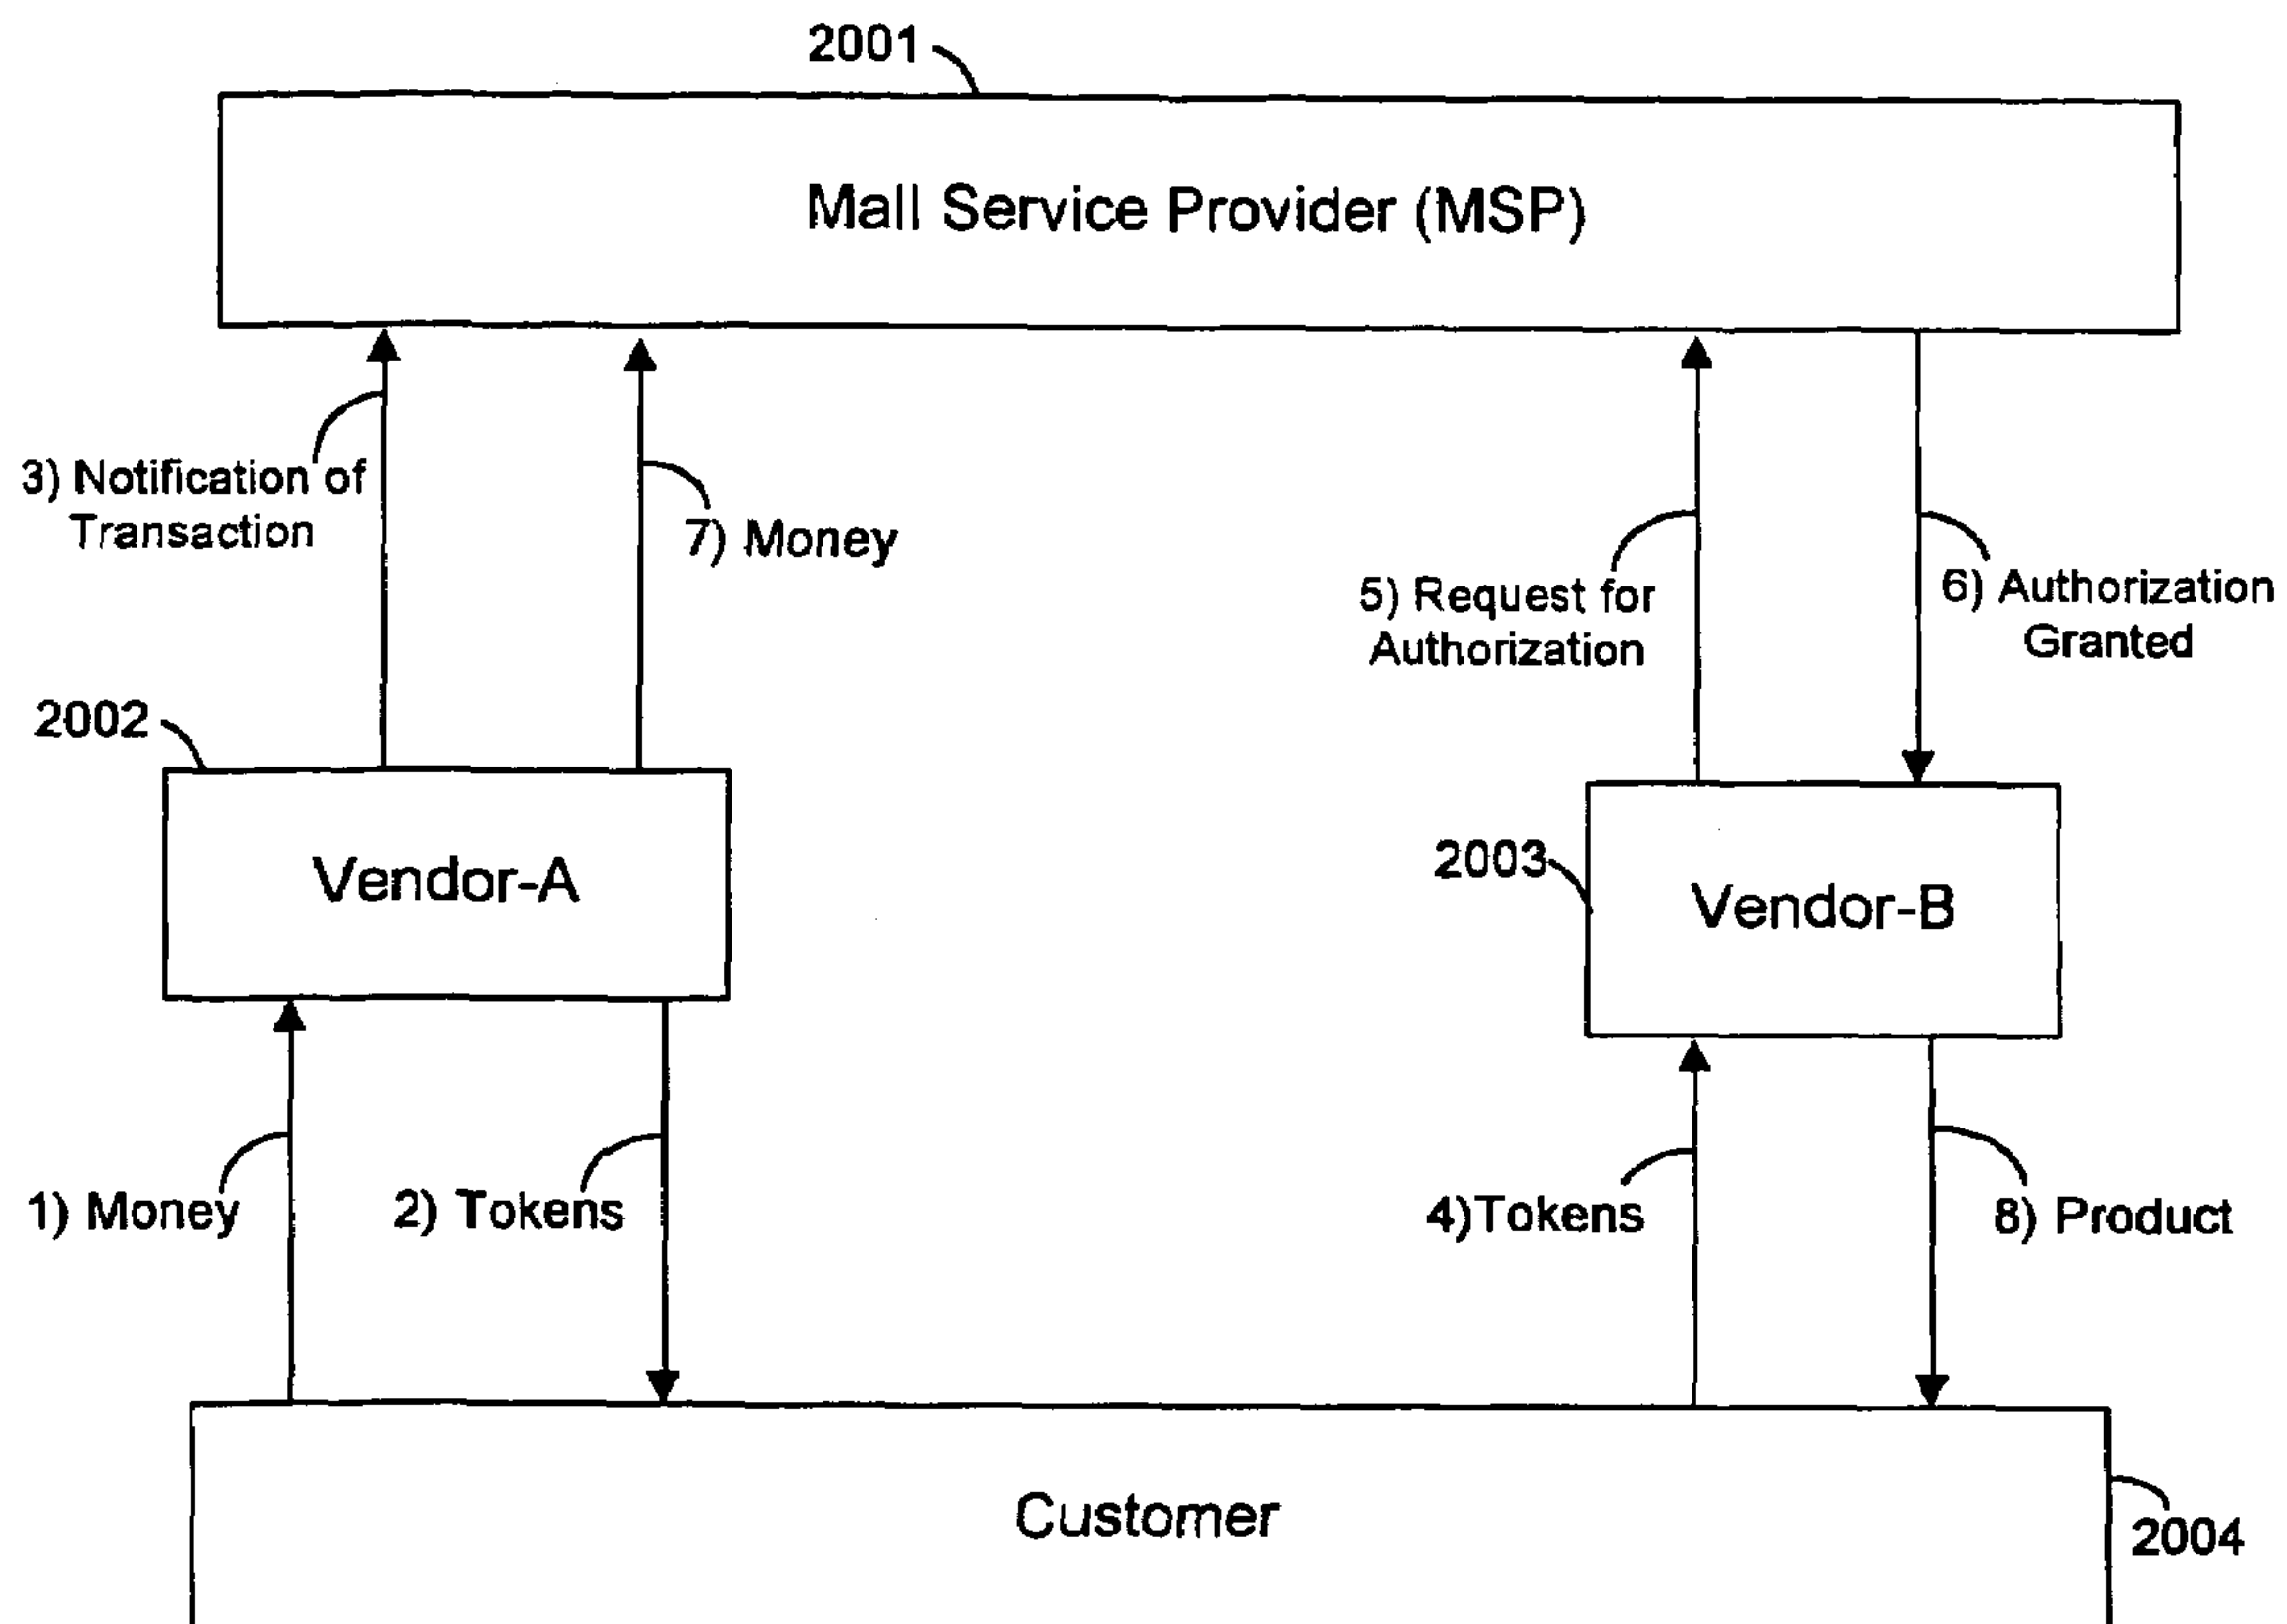 2001
Mall Service Provider (MSP)
3) Notification of
Transaction
7) Money
5) Request for
Authorization
6) Authorization
Granted
2002
Vendor-A
2003
Vendor-B
1) Money
2) Tokens
4)Tokens
8) Product
Customer
2004